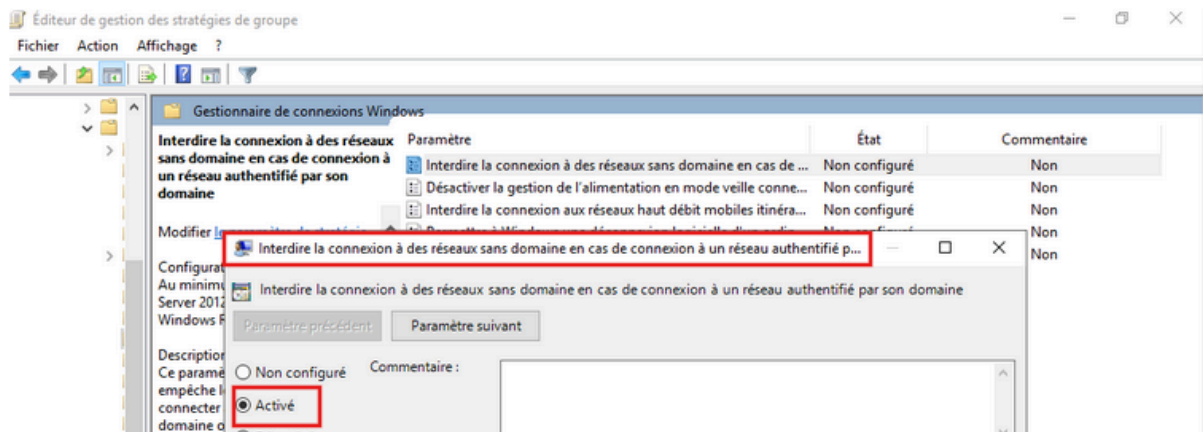 Éditeur de gestion des stratégies de groupe
Fichier Action Affichage ?
Gestionnaire de connexions Windows
Interdire la connexion à des réseaux
sans domaine en cas de connexion à
un réseau authentifié par son
domaine
Modifier
Configurat
Au minimu
Server 2012
Windows R
Description
Ce paramè
empêche l
connecter
domaine o
Paramètre État Commentaire
Interdire la connexion à des réseaux sans domaine en cas de ... Non configuré Non
Désactiver la gestion de l'alimentation en mode veille conne... Non configuré Non
Interdire la connexion aux réseaux haut débit mobiles itinéra... Non configuré Non
Non
Non
Interdire la connexion à des réseaux sans domaine en cas de connexion à un réseau authentifié p...
Interdire la connexion à des réseaux sans domaine en cas de connexion à un réseau authentifié par son domaine
Paramètre précédent Paramètre suivant
Non configuré Commentaire :
Activé